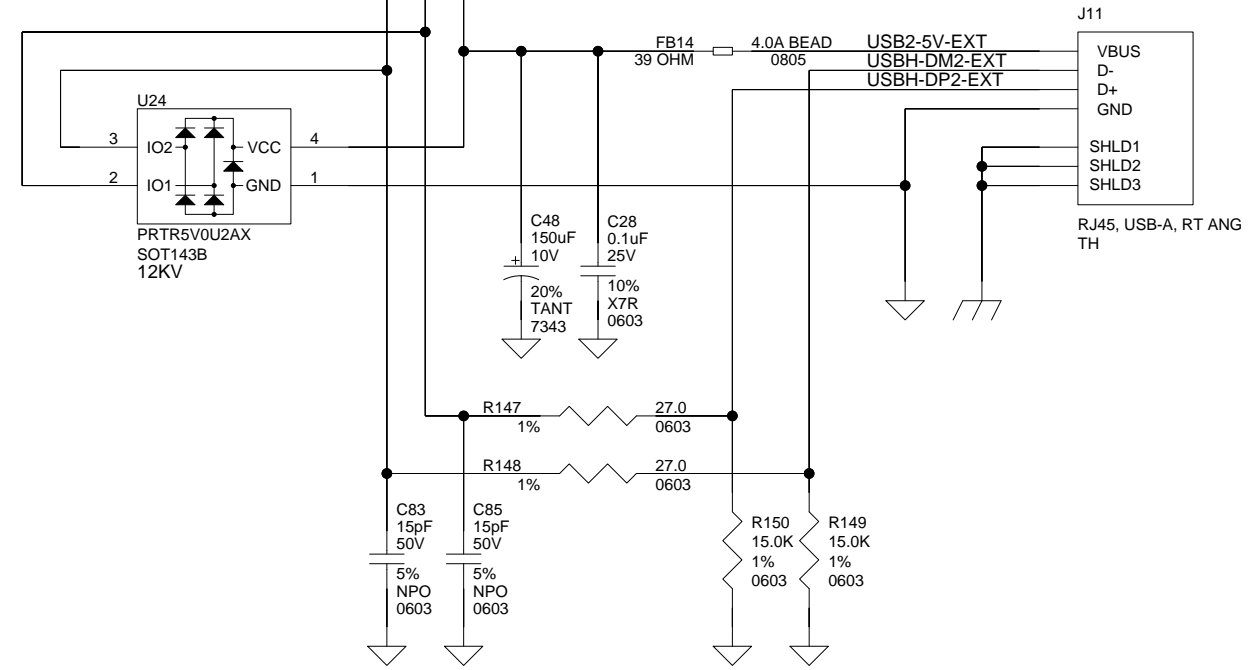 J11
FB14
39 OHM
4.0A BEAD
0805
USB2-5V-EXT
USBH-DM2-EXT
USBH-DP2-EXT
VBUS
D-
D+
GND
SHLD1
SHLD2
SHLD3
RJ45, USB-A, RT ANG
TH
U24
3
IO2
VCC
4
2
IO1
GND
1
PRTR5V0U2AX
SOT143B
12KV
C48
150uF
10V
+
20%
TANT
7343
C28
0.1uF
25V
10%
X7R
0603
R147
1%
27.0
0603
R148
1%
27.0
0603
C83
15pF
50V
5%
NPO
0603
C85
15pF
50V
5%
NPO
0603
R150
15.0K
1%
0603
R149
15.0K
1%
0603